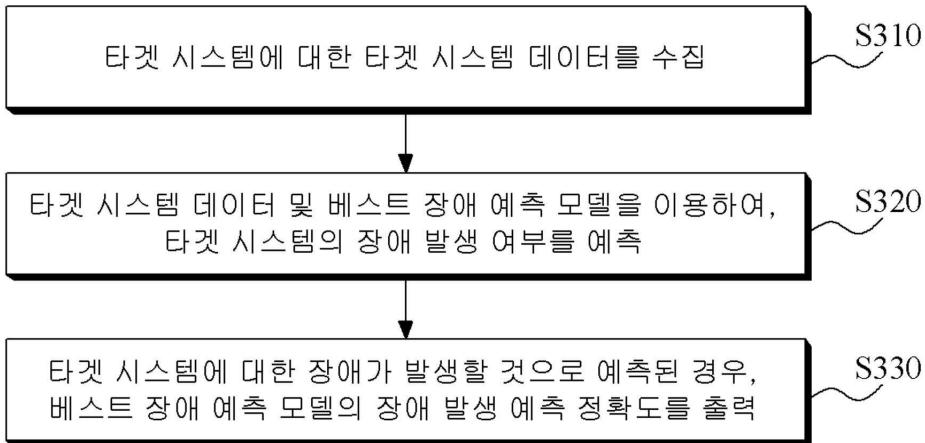 타겟 시스템에 대한 타겟 시스템 데이터를 수집
S310
타겟 시스템 데이터 및 베스트 장애 예측 모델을 이용하여,
타겟 시스템의 장애 발생 여부를 예측
S320
타겟 시스템에 대한 장애가 발생할 것으로 예측된 경우,
베스트 장애 예측 모델의 장애 발생 예측 정확도를 출력
S330